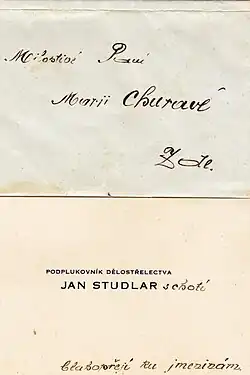 Milostivé Paní
Marii Churavé
Zde.
PODPLUKOVNÍK DĚLOSTŘELECTVA
JAN STUDLAR s chotí
blahopřejí ku jmeninám